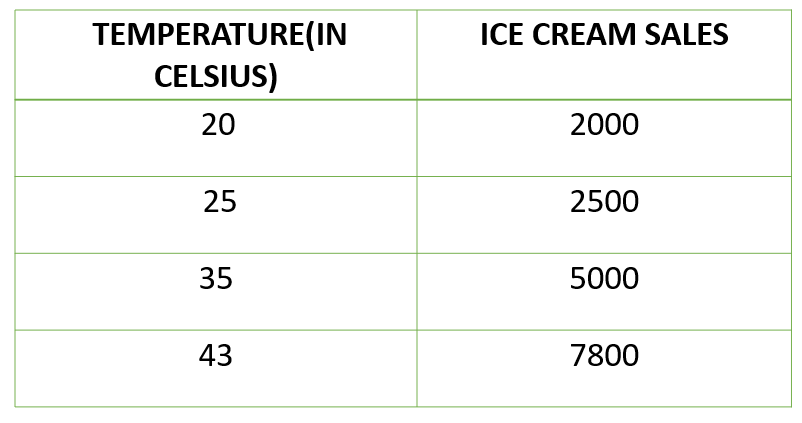 TEMPERATURE(IN CELSIUS) ICE CREAM SALES
20 2000
25 2500
35 5000
43 7800